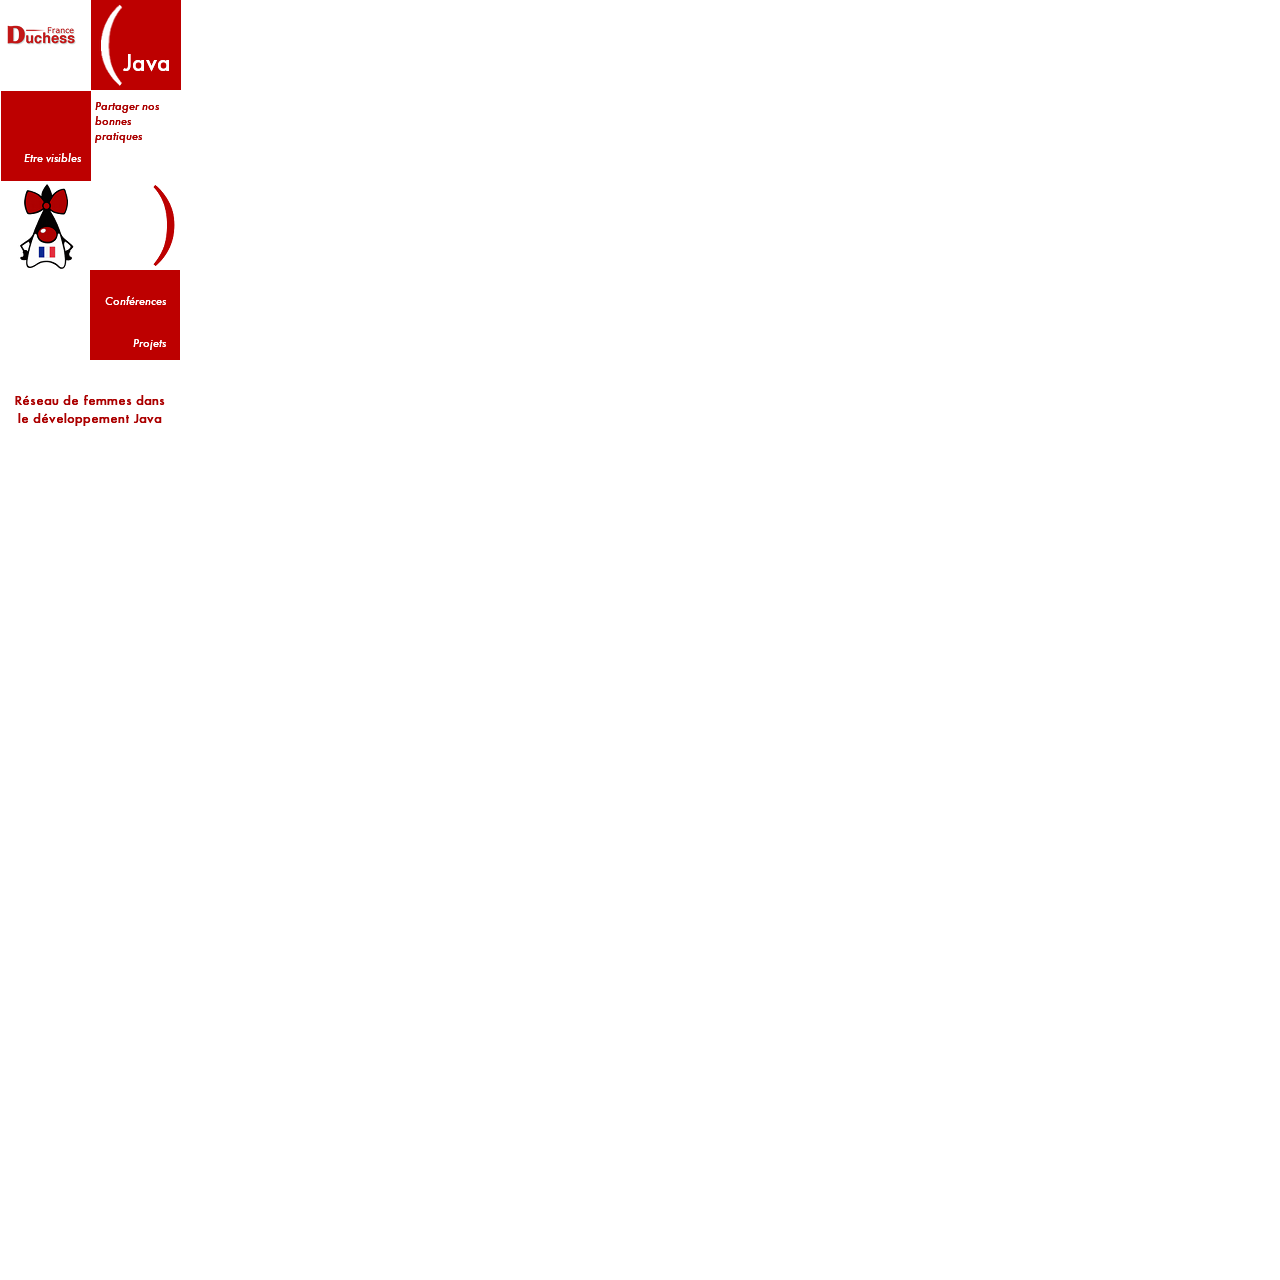 France
Duchess
Java
Partager nos
bonnes
pratiques
Etre visibles
Conférences
Projets
Réseau de femmes dans
le développement Java